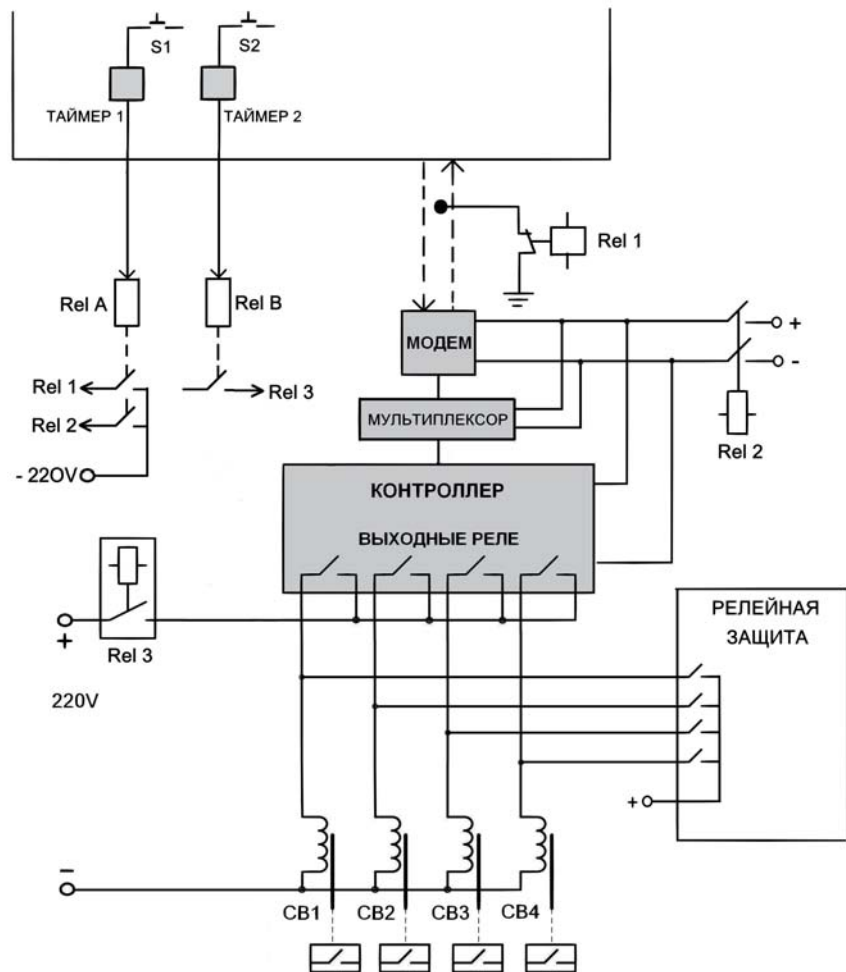 S1
S2
ТАЙМЕР 1
ТАЙМЕР 2
Rel 1
Rel A
Rel B
МОДЕМ
+
-
Rel 1
Rel 3
МУЛЬТИПЛЕКСОР
Rel 2
Rel 2
- 22OV
КОНТРОЛЛЕР
ВЫХОДНЫЕ РЕЛЕ
РЕЛЕЙНАЯ
ЗАЩИТА
+
Rel 3
220V
+
–
CB1
CB2
CB3
CB4